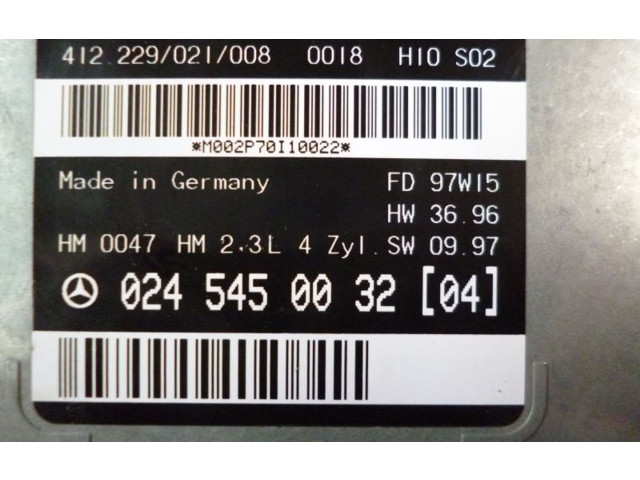 412.229/021/008 0018 H10 S02
*M002P70I10022*
Made in Germany FD 97W15
HW 36.96
HM 0047 HM 2.3L 4 Zyl. SW 09.97
024 545 00 32 [04]